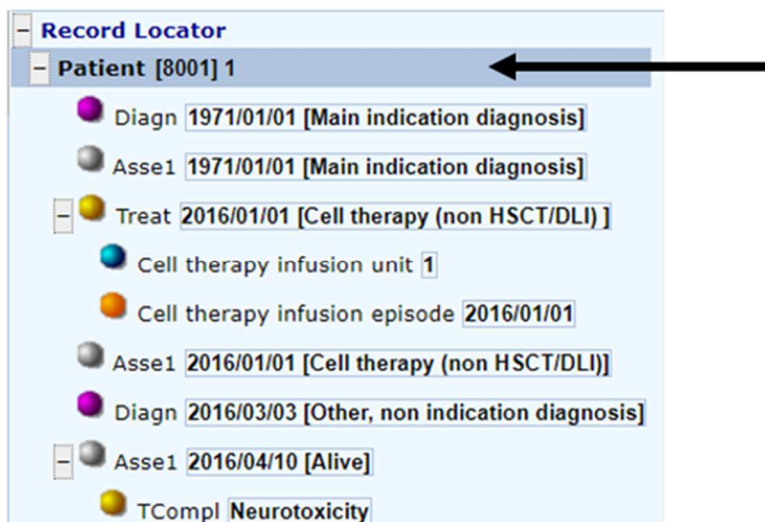 Record Locator
Patient [8001] 1
Diagn 1971/01/01 [Main indication diagnosis]
Asse1 1971/01/01 [Main indication diagnosis]
Treat 2016/01/01 [Cell therapy (non HSCT/DLI) ]
Cell therapy infusion unit 1
Cell therapy infusion episode 2016/01/01
Asse1 2016/01/01 [Cell therapy (non HSCT/DLI)]
Diagn 2016/03/03 [Other, non indication diagnosis]
Asse1 2016/04/10 [Alive]
TCompl Neurotoxicity